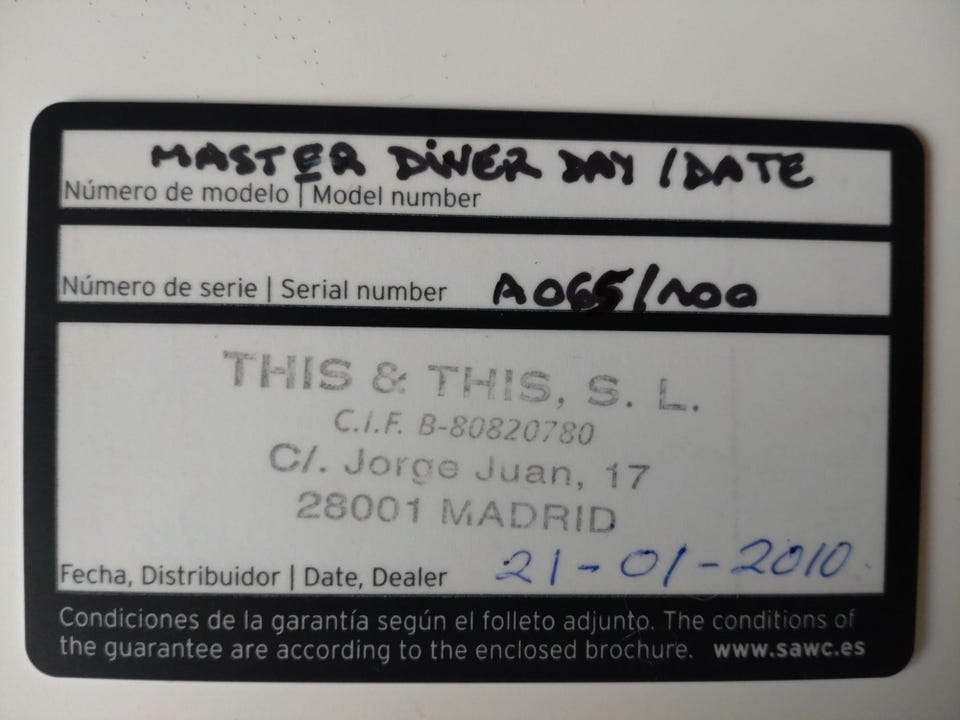 MASTER DINER DAY / DATE
Número de modelo | Model number
Número de serie | Serial number A065/100
THIS & THIS, S. L.
C.I.F. B-80820780
C/. Jorge Juan, 17
28001 MADRID
Fecha, Distribuidor | Date, Dealer 21-01-2010.
Condiciones de la garantía según el folleto adjunto. The conditions of
the guarantee are according to the enclosed brochure. www.sawc.es